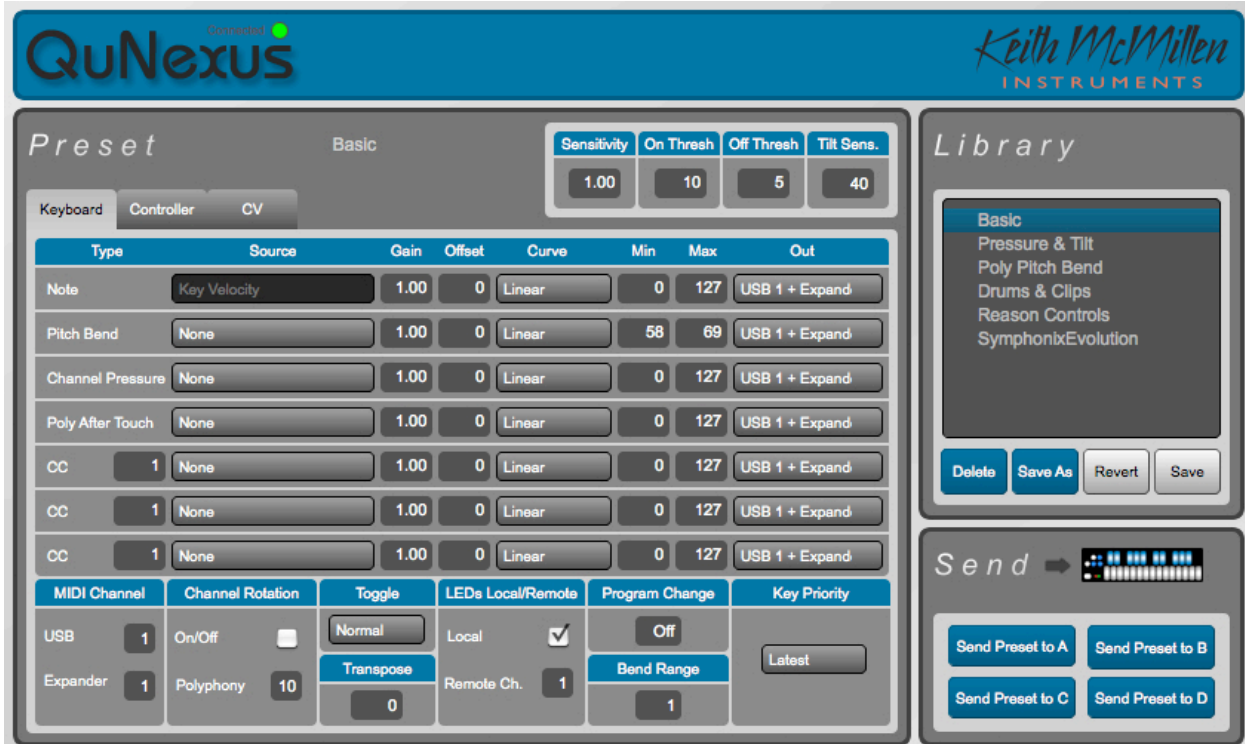 QuNexus
Connected
Keith McMillen
INSTRUMENTS
Preset
Basic
Sensitivity On Thresh Off Thresh Tilt Sens.
1.00 10 5 40
Keyboard Controller CV
Type Source Gain Offset Curve Min Max Out
Note Key Velocity 1.00 0 Linear 0 127 USB 1 + Expand
Pitch Bend None 1.00 0 Linear 58 69 USB 1 + Expand
Channel Pressure None 1.00 0 Linear 0 127 USB 1 + Expand
Poly After Touch None 1.00 0 Linear 0 127 USB 1 + Expand
CC 1 None 1.00 0 Linear 0 127 USB 1 + Expand
CC 1 None 1.00 0 Linear 0 127 USB 1 + Expand
CC 1 None 1.00 0 Linear 0 127 USB 1 + Expand
MIDI Channel
USB 1
Expander 1
Channel Rotation
On/Off
Polyphony 10
Toggle
Normal
Transpose
0
LEDs Local/Remote
Local
Remote Ch. 1
Program Change
Off
Bend Range
1
Key Priority
Latest
Library
Basic
Pressure & Tilt
Poly Pitch Bend
Drums & Clips
Reason Controls
SymphonixEvolution
Delete Save As Revert Save
Send
Send Preset to A Send Preset to B
Send Preset to C Send Preset to D